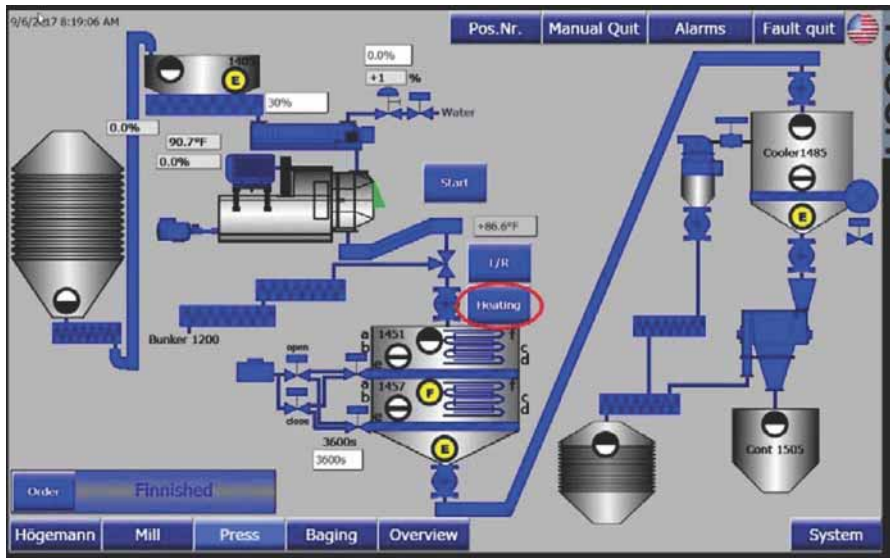 9/6/2017 8:19:06 AM
Pos.Nr.
Manual Quit
Alarms
Fault quit
1405
E
0.0%
+1 %
30%
Water
0.0%
90.7°F
0.0%
Start
Cooler1485
E
+86.6°F
L/R
Heating
Bunker 1200
open
close
a 1451 f
b c
e d
a 1457 F f
b c
e d
E
3600s
3600s
Cont 1505
Order Finnished
Högemann
Mill
Press
Baging
Overview
System